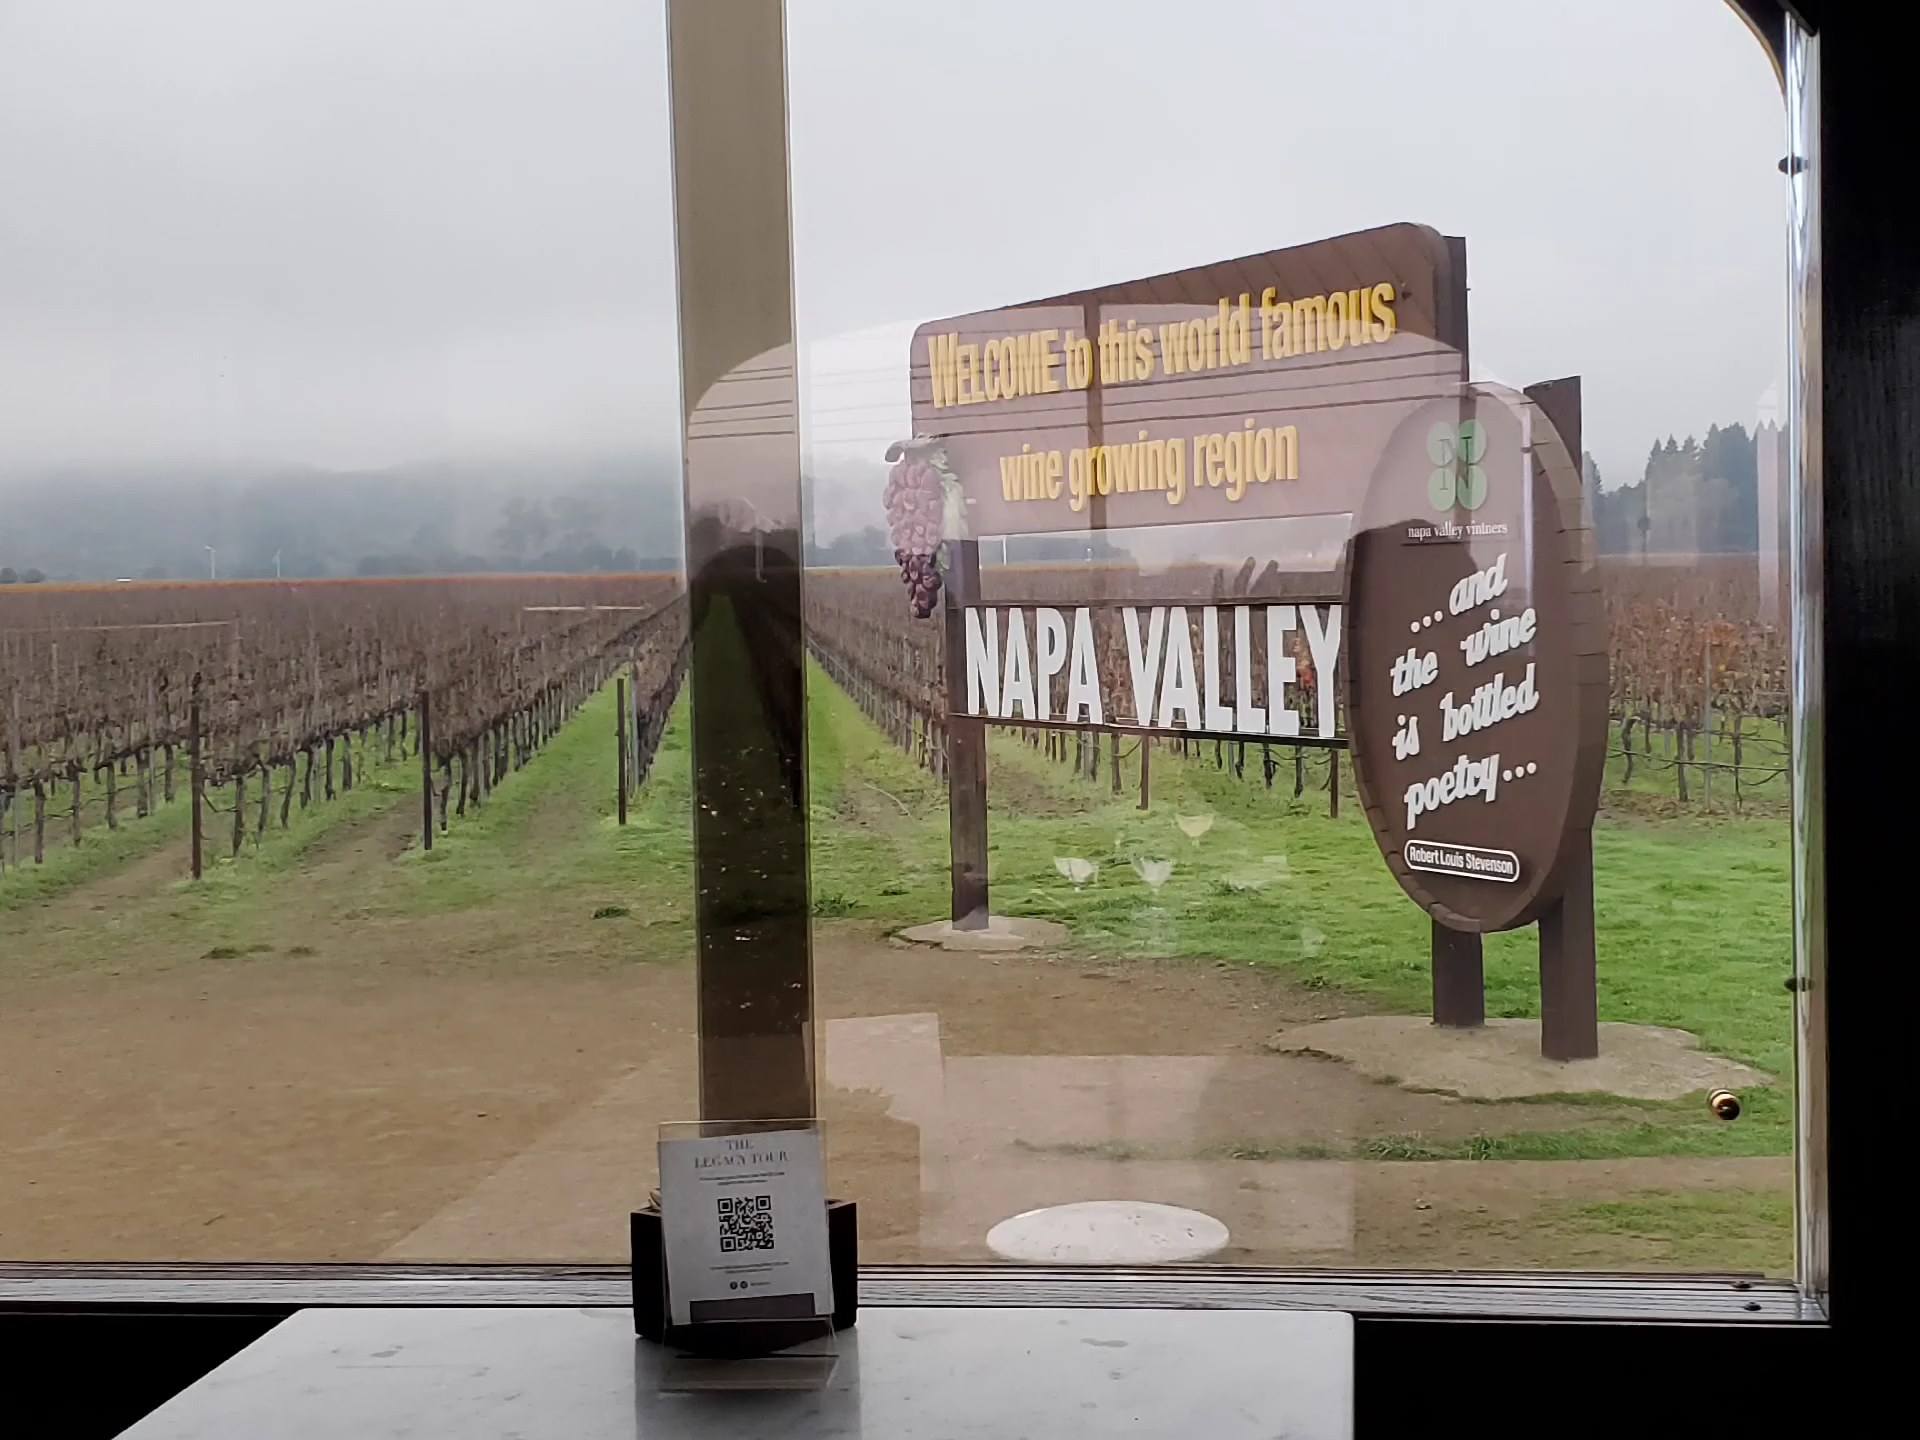 WELCOME to this world famous
wine growing region
NAPA VALLEY
N
napa valley vintners
...and
the wine
is bottled
poetry...
Robert Louis Stevenson
THE
LEGACY TOUR